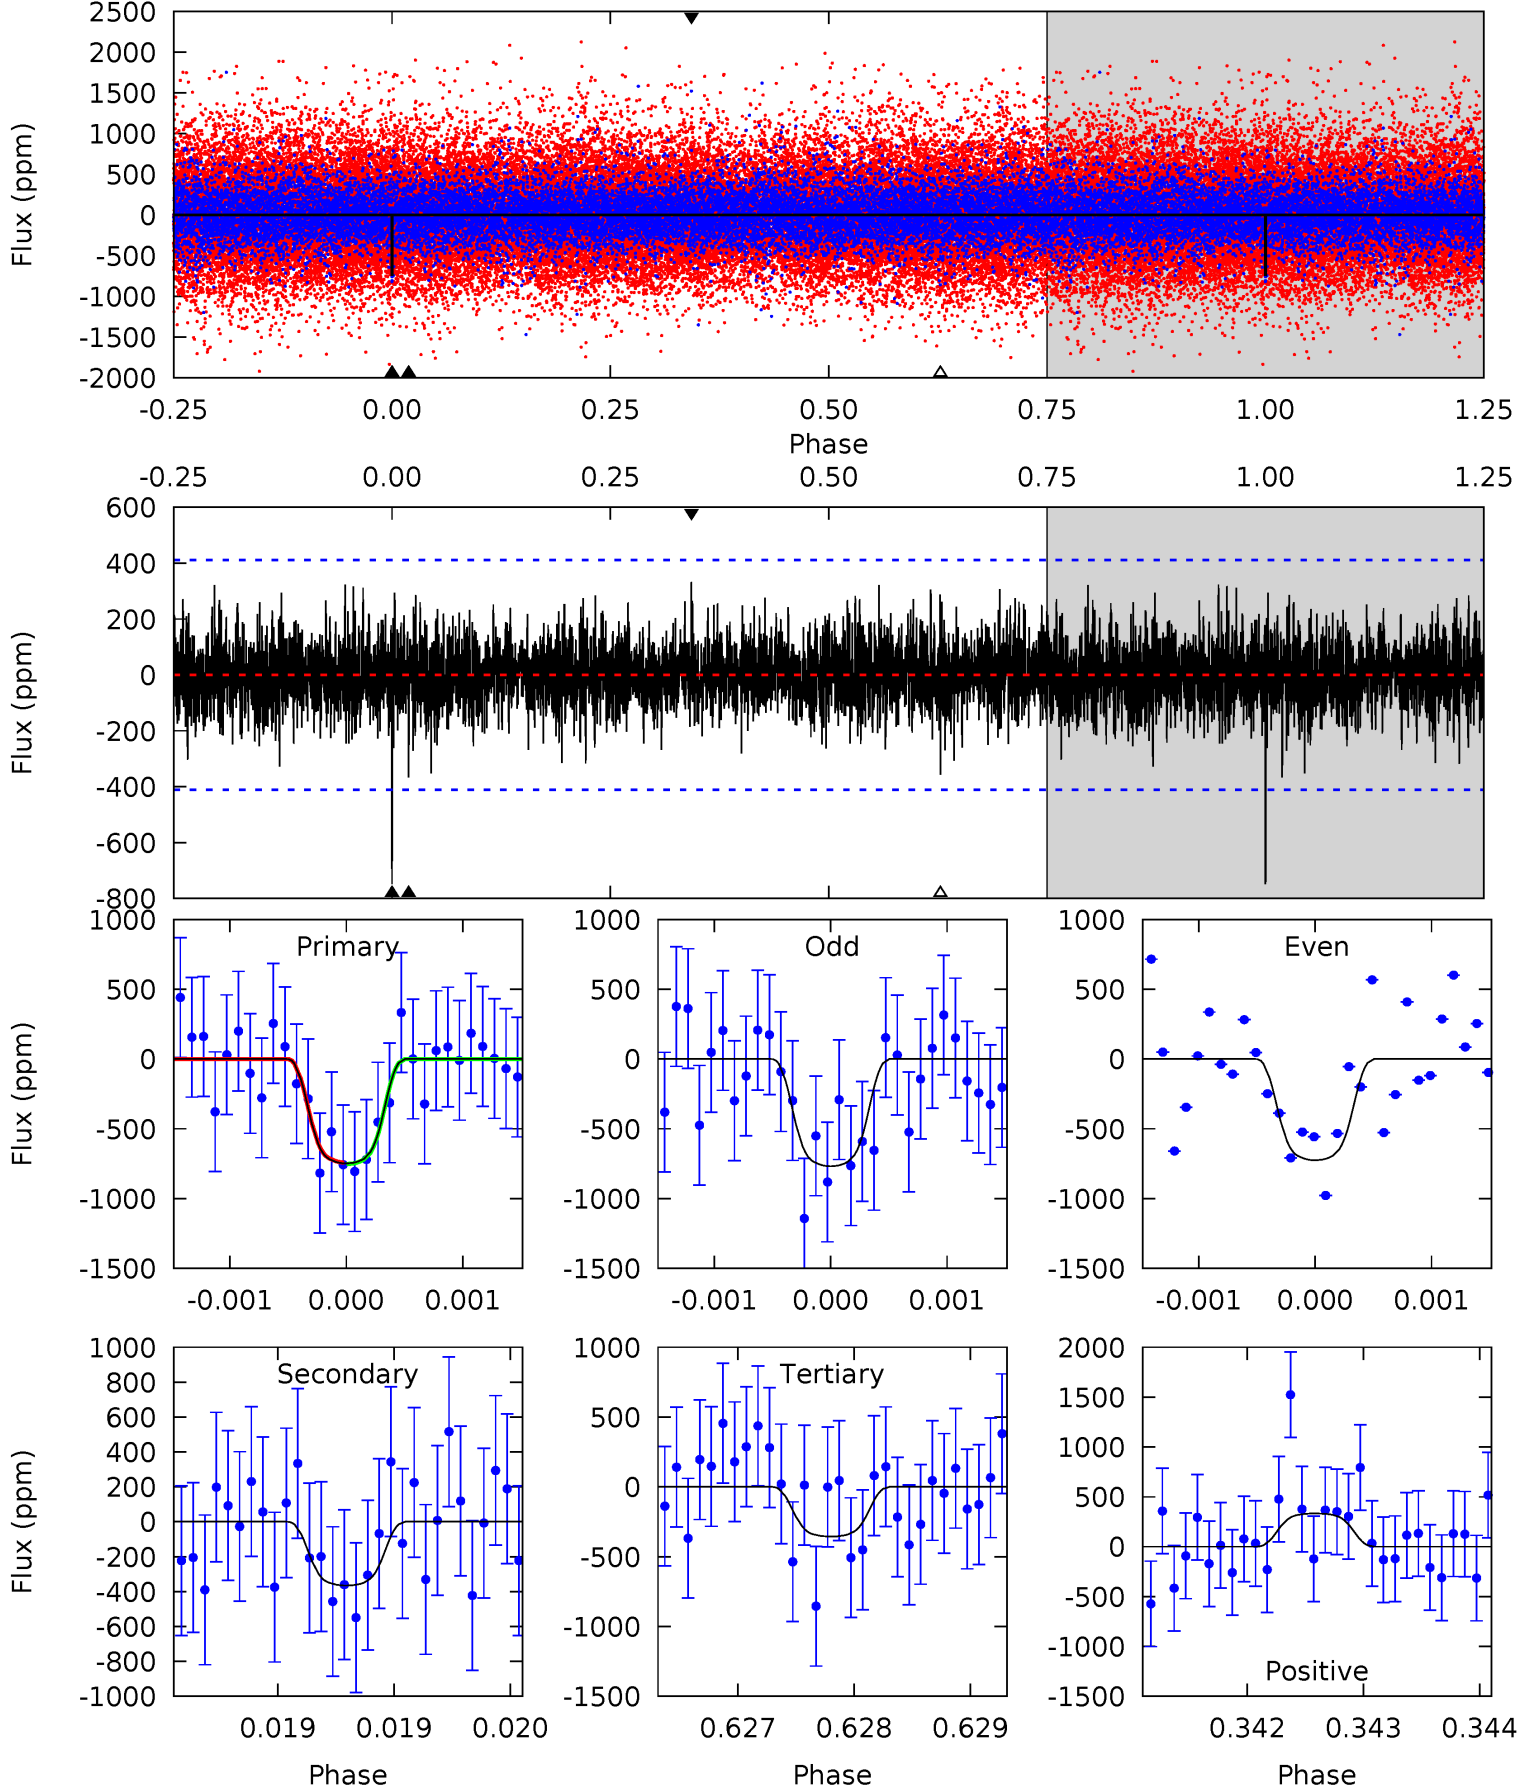 2500
2000
1500
1000
500
0
-500
-1000
-1500
-2000
Flux (ppm)
-0.25 0.00 0.25 0.50 0.75 1.00 1.25
Phase
-0.25 0.00 0.25 0.50 0.75 1.00 1.25
600
400
200
0
-200
-400
-600
-800
Flux (ppm)
Primary Odd Even
1000 1000 1000
500 500 500
0 0 0
-500 -500 -500
-1000 -1000 -1000
-1500 -1500 -1500
Flux (ppm)
-0.001 0.000 0.001 -0.001 0.000 0.001 -0.001 0.000 0.001
Secondary Tertiary Positive
1000 1000 2000
800 500 1500
600 0 1000
400 -500 500
200 -1000 0
0 -1500 -500
-200 -1000
-400 -1500
-600
-800
-1000
Flux (ppm)
0.019 0.019 0.020 0.627 0.628 0.629 0.342 0.343 0.344
Phase Phase Phase